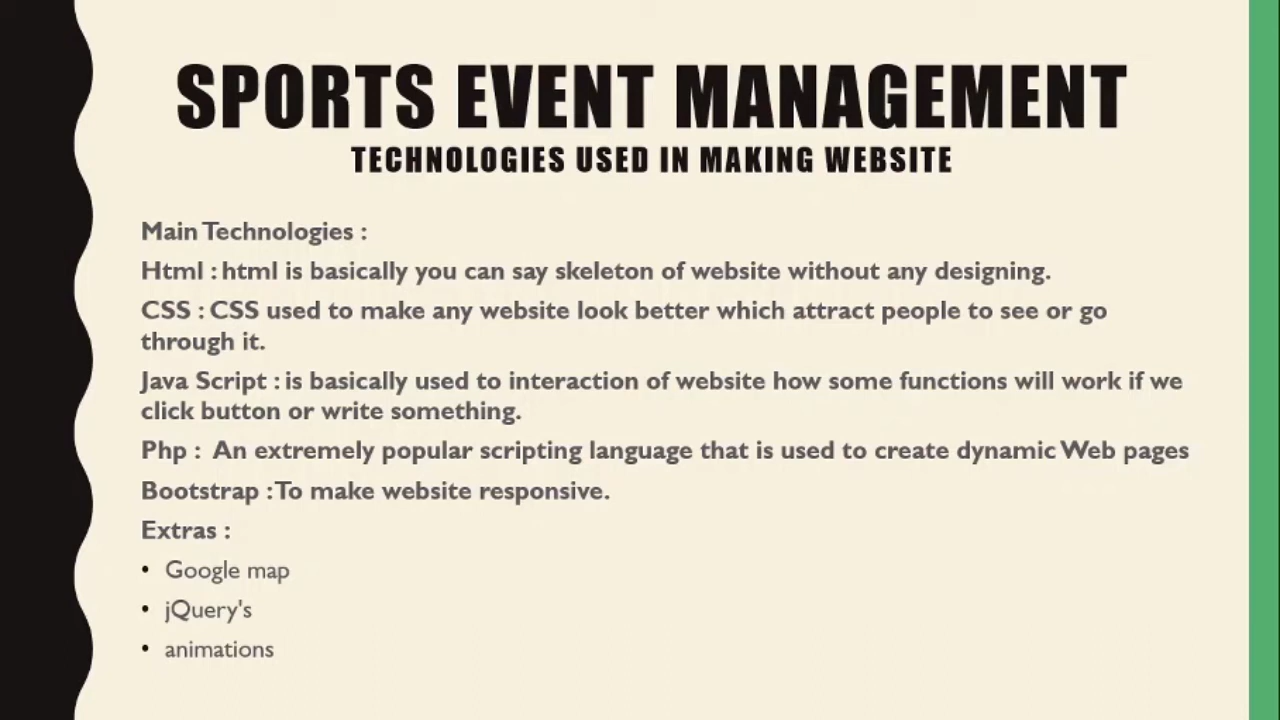 SPORTS EVENT MANAGEMENT
TECHNOLOGIES USED IN MAKING WEBSITE
Main Technologies :
Html : html is basically you can say skeleton of website without any designing.
CSS : CSS used to make any website look better which attract people to see or go
through it.
Java Script : is basically used to interaction of website how some functions will work if we
click button or write something.
Php :  An extremely popular scripting language that is used to create dynamic Web pages
Bootstrap : To make website responsive.
Extras :
• Google map
• jQuery's
• animations